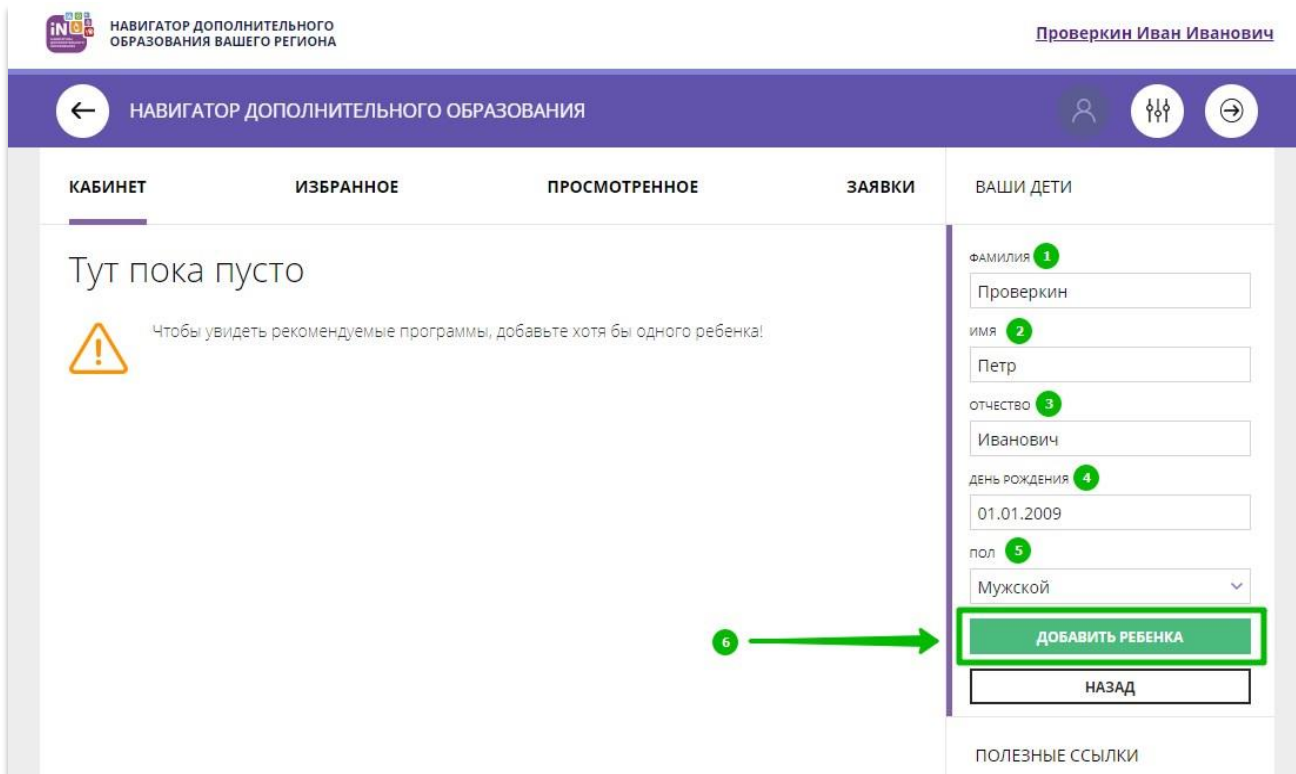 iNO
НАВИГАТОР ДОПОЛНИТЕЛЬНОГО
ОБРАЗОВАНИЯ ВАШЕГО РЕГИОНА
Проверкин Иван Иванович
НАВИГАТОР ДОПОЛНИТЕЛЬНОГО ОБРАЗОВАНИЯ
КАБИНЕТ
ИЗБРАННОЕ
ПРОСМОТРЕННОЕ
ЗАЯВКИ
Тут пока пусто
Чтобы увидеть рекомендуемые программы, добавьте хотя бы одного ребенка!
ВАШИ ДЕТИ
ФАМИЛИЯ 1
Проверкин
ИМЯ 2
Петр
ОТЧЕСТВО 3
Иванович
ДЕНЬ РОЖДЕНИЯ 4
01.01.2009
ПОЛ 5
Мужской
6
ДОБАВИТЬ РЕБЕНКА
НАЗАД
ПОЛЕЗНЫЕ ССЫЛКИ